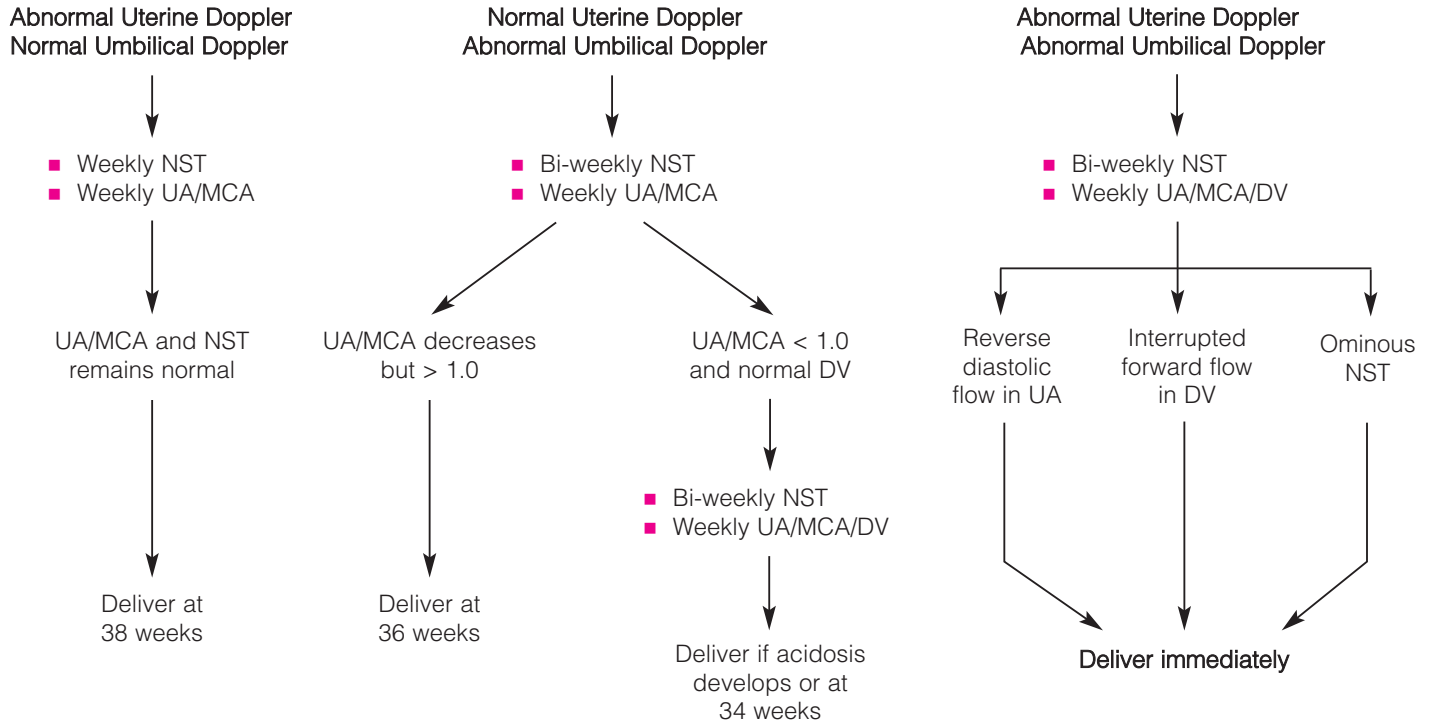 Abnormal Uterine Doppler
Normal Umbilical Doppler
■ Weekly NST
■ Weekly UA/MCA
UA/MCA and NST
remains normal
Deliver at
38 weeks
Normal Uterine Doppler
Abnormal Umbilical Doppler
■ Bi-weekly NST
■ Weekly UA/MCA
UA/MCA decreases
but > 1.0
Deliver at
36 weeks
UA/MCA < 1.0
and normal DV
■ Bi-weekly NST
■ Weekly UA/MCA/DV
Deliver if acidosis
develops or at
34 weeks
Abnormal Uterine Doppler
Abnormal Umbilical Doppler
■ Bi-weekly NST
■ Weekly UA/MCA/DV
Reverse
diastolic
flow in UA
Interrupted
forward flow
in DV
Ominous
NST
Deliver immediately